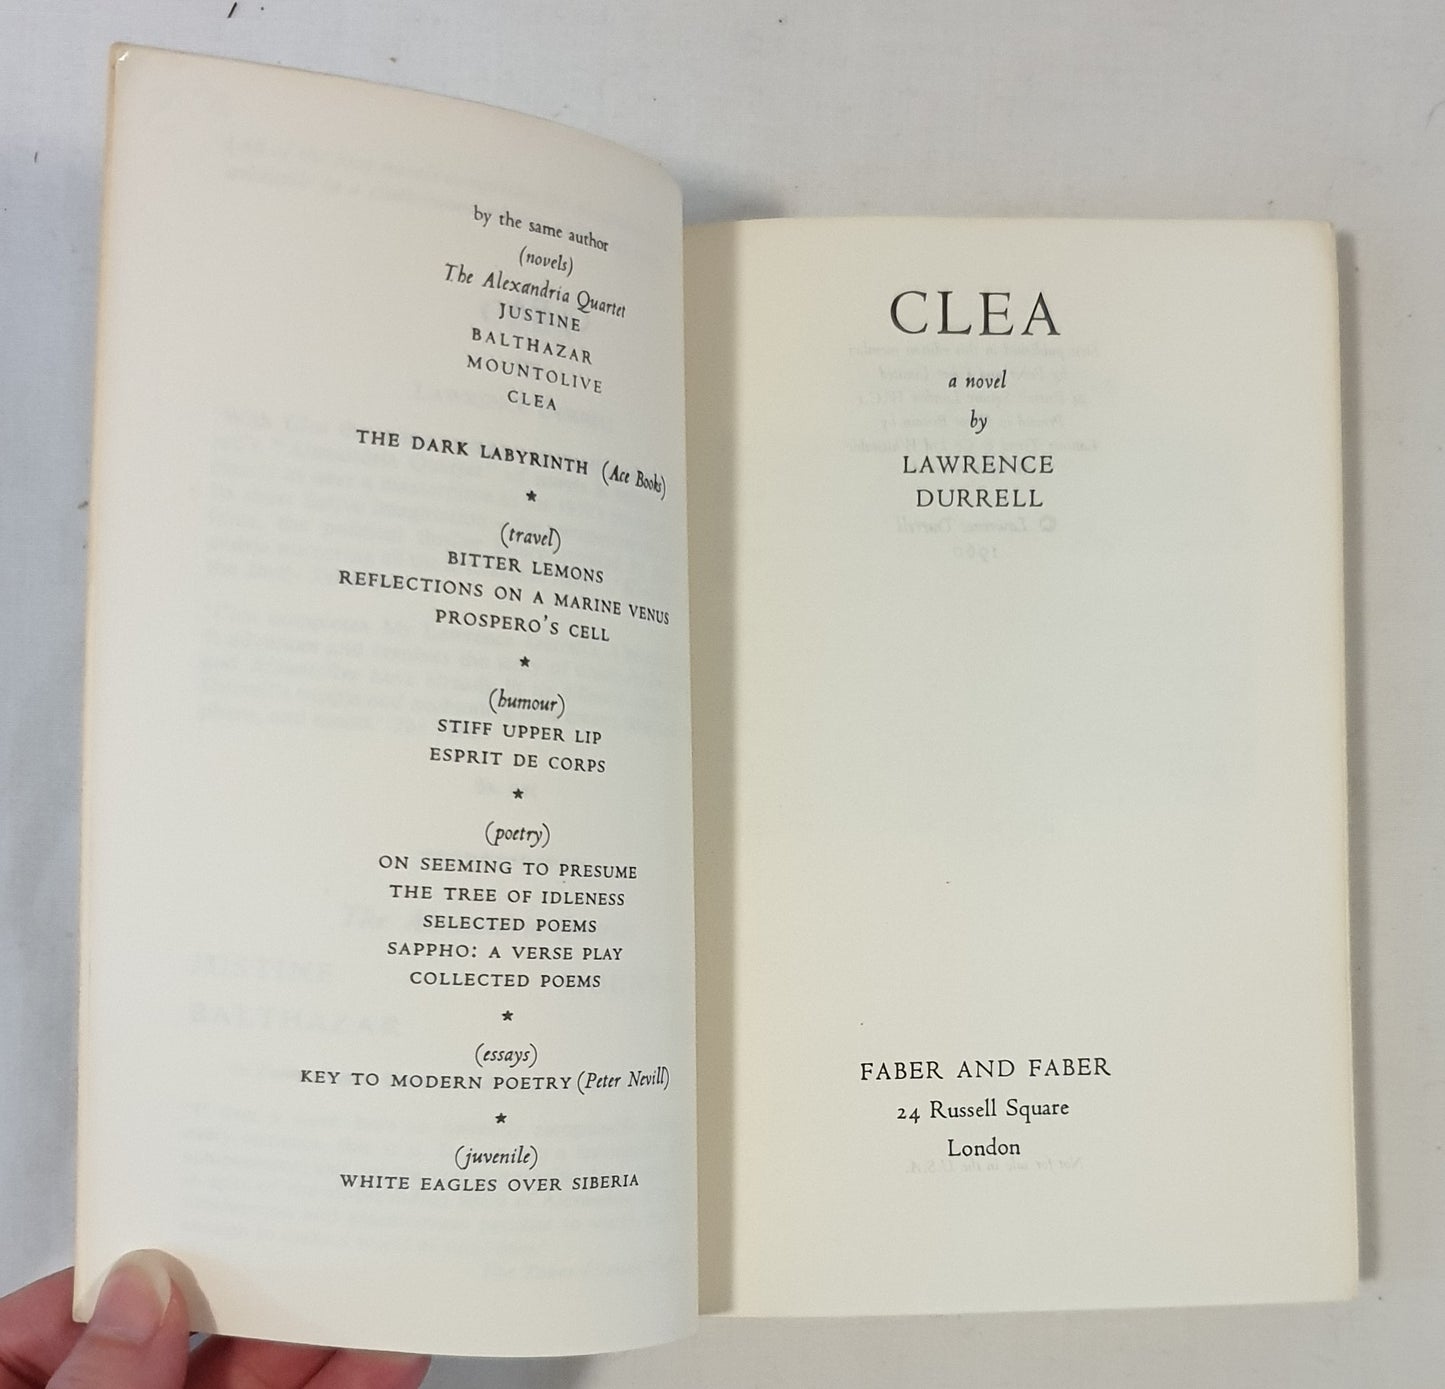 by the same author
(novels)
The Alexandria Quartet
JUSTINE
BALTHAZAR
MOUNTOLIVE
CLEA
THE DARK LABYRINTH (Ace Books)
★
(travel)
BITTER LEMONS
REFLECTIONS ON A MARINE VENUS
PROSPERO'S CELL
★
(humour)
STIFF UPPER LIP
ESPRIT DE CORPS
★
(poetry)
ON SEEMING TO PRESUME
THE TREE OF IDLENESS
SELECTED POEMS
SAPPHO: A VERSE PLAY
COLLECTED POEMS
★
(essays)
KEY TO MODERN POETRY (Peter Nevill)
★
(juvenile)
WHITE EAGLES OVER SIBERIA
CLEA
a novel
by
LAWRENCE
DURRELL
FABER AND FABER
24 Russell Square
London